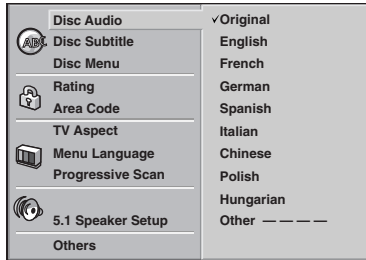 Disc Audio
Disc Subtitle
Disc Menu
Rating
Area Code
TV Aspect
Menu Language
Progressive Scan
5.1 Speaker Setup
Others
✓Original
English
French
German
Spanish
Italian
Chinese
Polish
Hungarian
Other — — — —
ABC